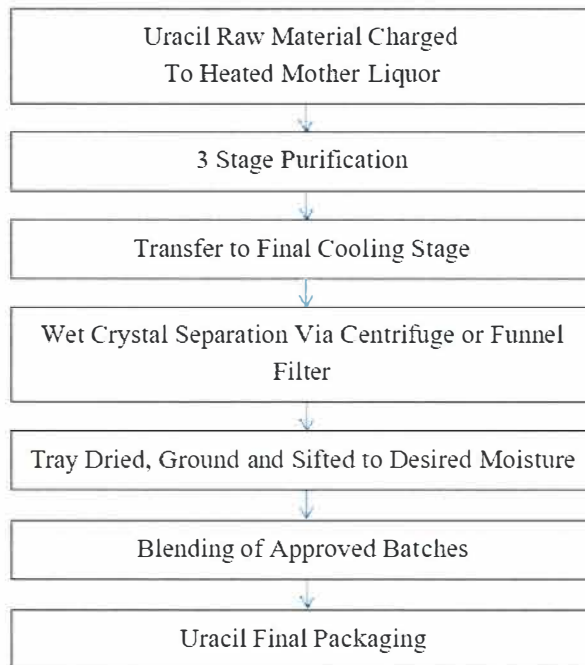 Uracil Raw Material Charged
To Heated Mother Liquor
3 Stage Purification
Transfer to Final Cooling Stage
Wet Crystal Separation Via Centrifuge or Funnel
Filter
Tray Dried, Ground and Sifted to Desired Moisture
Blending of Approved Batches
Uracil Final Packaging